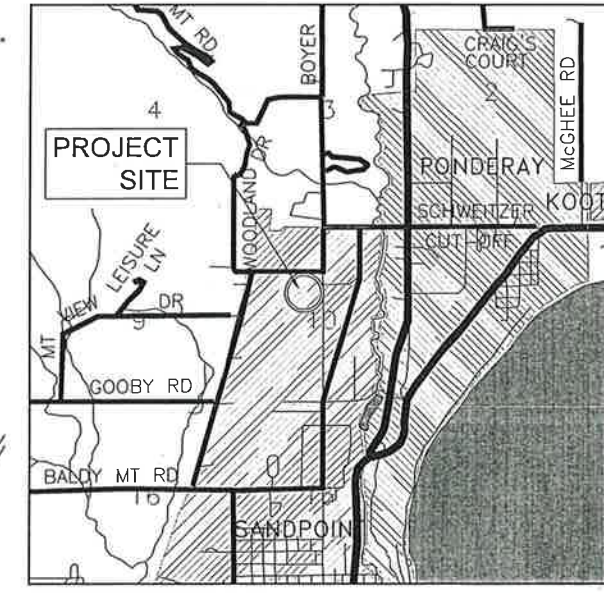 MT RD
BOYER
CRAIG'S
COURT
McGHEE RD
4
3
2
PROJECT
SITE
WOODLAND DR
PONDERAY
SCHWEITZER
CUT-OFF
KOOT
LEISURE
LN
MT VIEW DR
9
10
GOOBY RD
BALDY MT RD
16
15
SANDPOINT